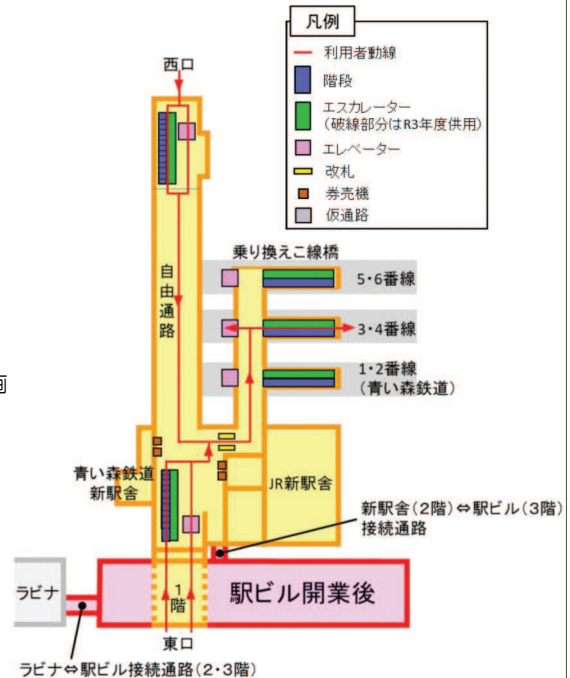 凡例
利用者動線
階段
エスカレーター
(破線部分はR3年度供用)
エレベーター
改札
券売機
仮通路
西口
自由通路
乗り換えこ線橋
5・6番線
3・4番線
1・2番線
(青い森鉄道)
青い森鉄道
新駅舎
JR新駅舎
新駅舎(2階)⇔駅ビル(3階)
接続通路
ラビナ
1階
駅ビル開業後
東口
ラビナ⇔駅ビル接続通路(2・3階)